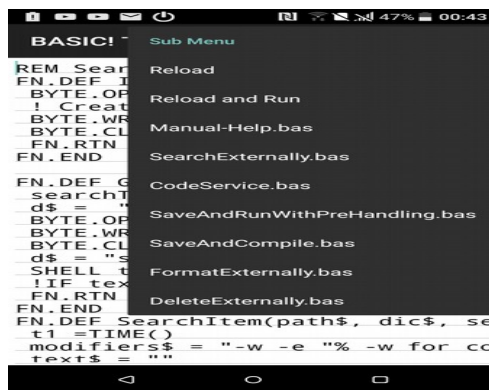 47% 00:43
BASIC!
Sub Menu
REM Sear
Reload
FN.DEF
BYTE.OP
Reload and Run
! Creat
BYTE.WR
Manual-Help.bas
BYTE.CL
FN.RTN
FN.END
SearchExternally.bas
FN.DEF G
CodeService.bas
searchT
d$ = "
SaveAndRunWithPreHandling.bas
BYTE.OP
BYTE.WR
BYTE.CL
SaveAndCompile.bas
d$ = "s
SHELL t
FormatExternally.bas
!IF tex
FN.RTN
DeleteExternally.bas
FN.END
FN.DEF SearchItem(path$, dic$, se
t1 =TIME()
modifiers$ = "-w -e "% -w for co
text$ = ""